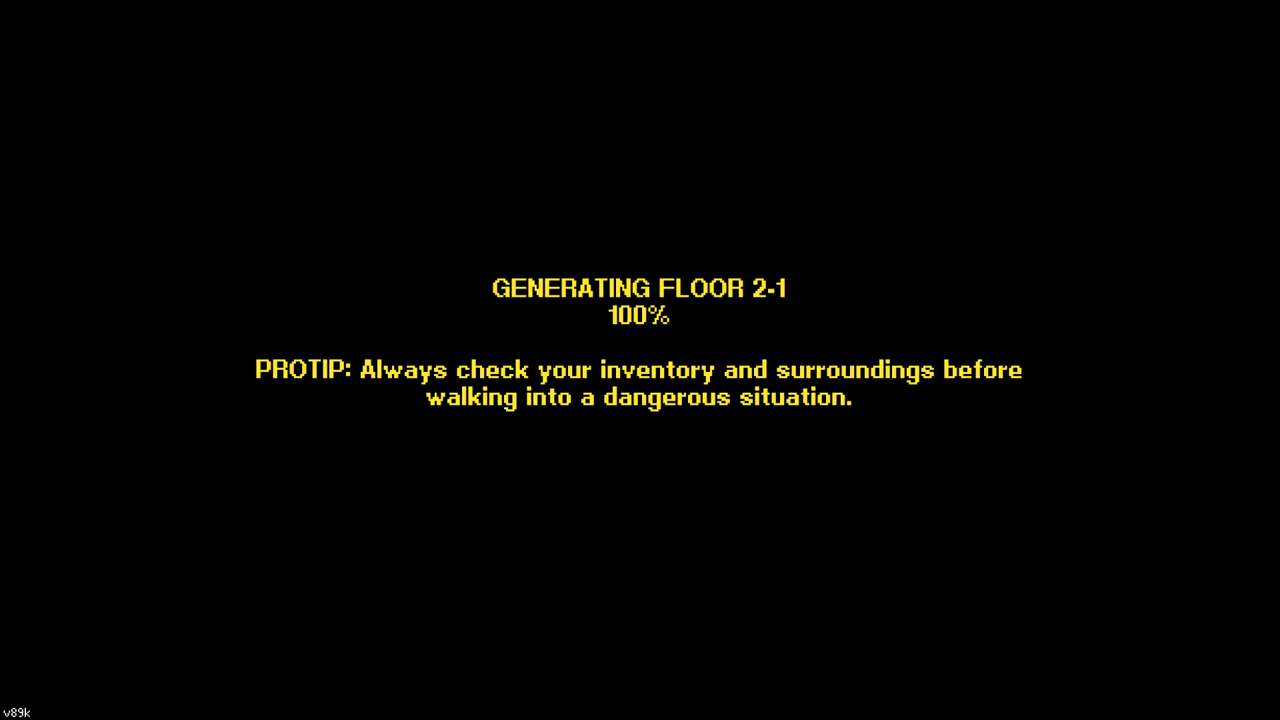 GENERATING FLOOR 2-1
100%
PROTIP: Always check your inventory and surroundings before
walking into a dangerous situation.
v89k